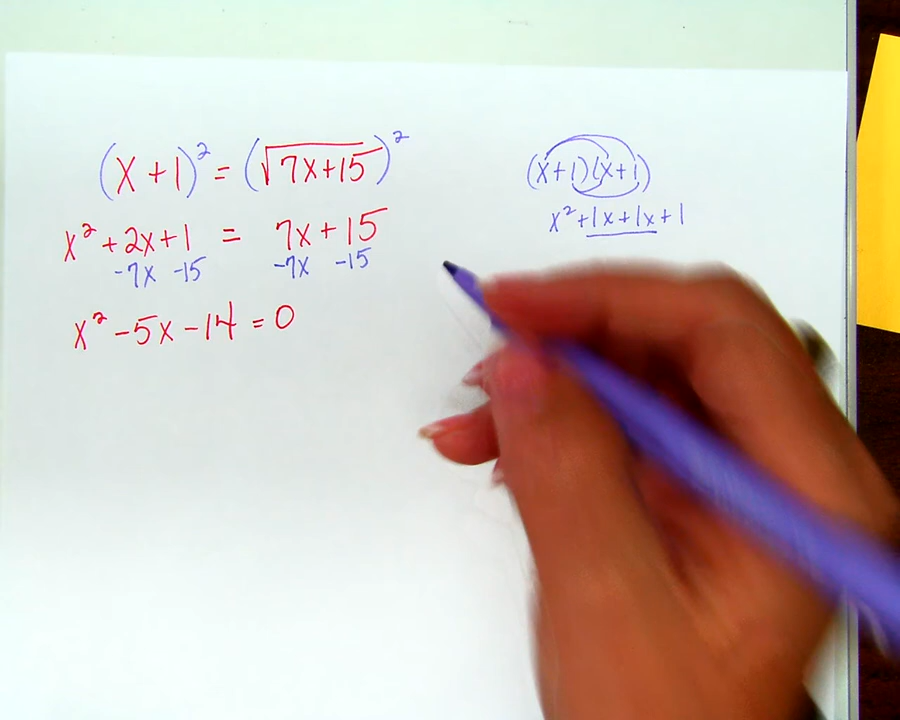 (x+1)² = (√7x+15)²
x² + 2x + 1 = 7x + 15
-7x -15 -7x -15
x² - 5x - 14 = 0
(x+1)(x+1)
x² + 1x + 1x + 1